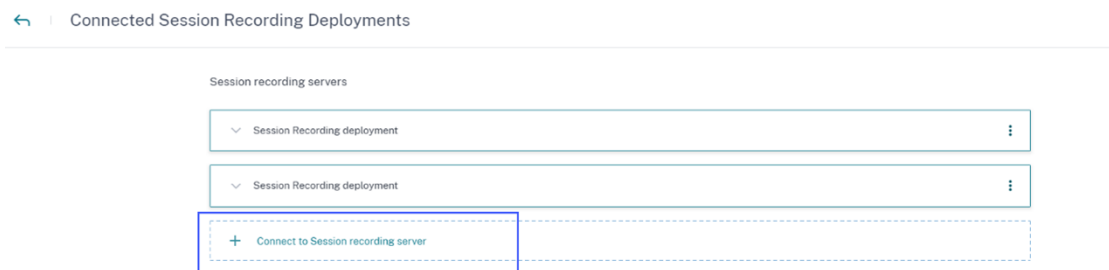 Connected Session Recording Deployments
Session recording servers
Session Recording deployment
Session Recording deployment
Connect to Session recording server